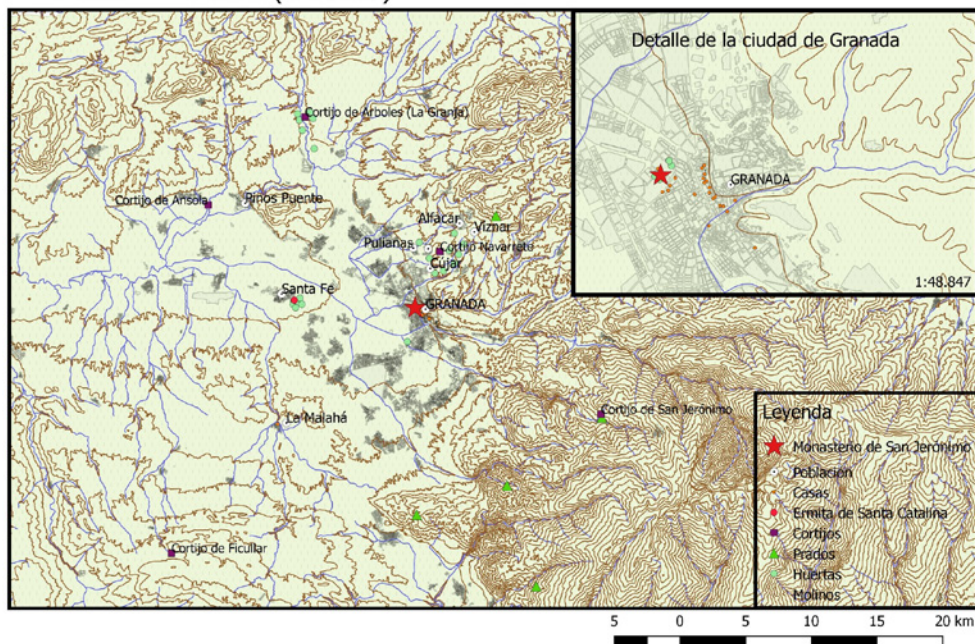 Detalle de la ciudad de Granada
GRANADA
1:48.847
Cortijo de Arboles (La Granja)
Cortijo de Ansola
Pinos Puente
Alfacar
Viznar
Pulianas
Cortijo Navarrete
Cújar
Santa Fe
GRANADA
La Malahá
Cortijo de San Jerónimo
Cortijo de Ficullar
Leyenda
Monasterio de San Jerónimo
Población
Casas
Ermita de Santa Catalina
Cortijos
Prados
Huertas
Molinos
5 0 5 10 15 20 km